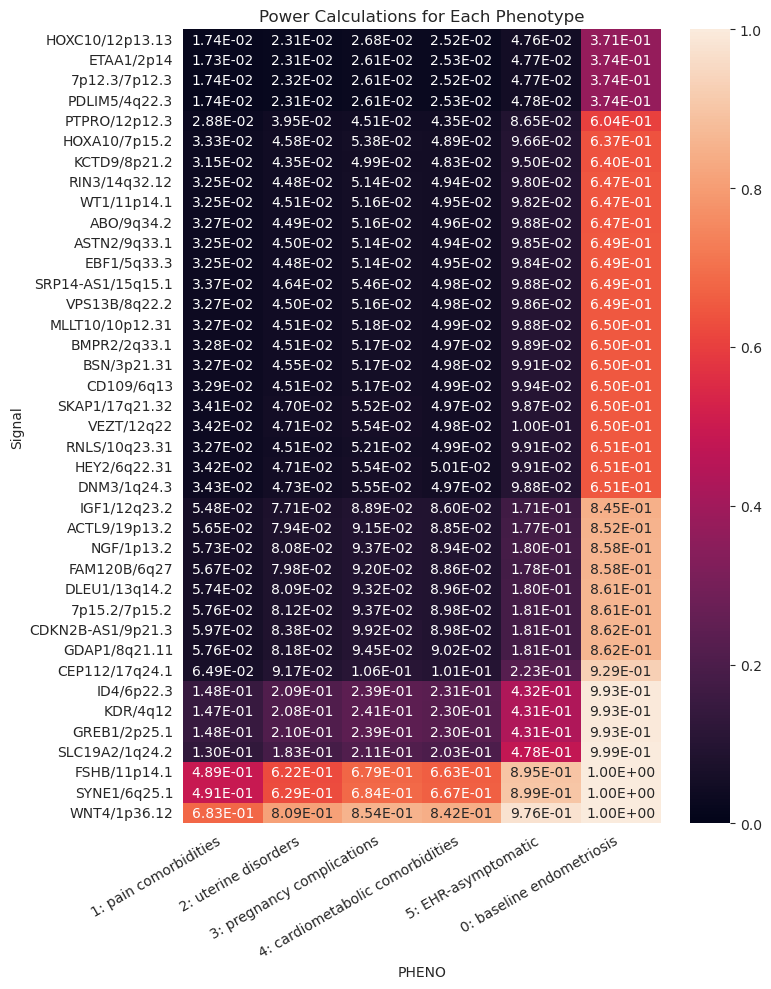 Power Calculations for Each Phenotype
HOXC10/12p13.13 1.74E-02 2.31E-02 2.68E-02 2.52E-02 4.76E-02 3.71E-01
ETAA1/2p14 1.73E-02 2.31E-02 2.61E-02 2.53E-02 4.77E-02 3.74E-01
7p12.3/7p12.3 1.74E-02 2.32E-02 2.61E-02 2.52E-02 4.77E-02 3.74E-01
PDLIM5/4q22.3 1.74E-02 2.31E-02 2.61E-02 2.53E-02 4.78E-02 3.74E-01
PTPRO/12p12.3 2.88E-02 3.95E-02 4.51E-02 4.35E-02 8.65E-02 6.04E-01
HOXA10/7p15.2 3.33E-02 4.58E-02 5.38E-02 4.89E-02 9.66E-02 6.37E-01
KCTD9/8p21.2 3.15E-02 4.35E-02 4.99E-02 4.83E-02 9.50E-02 6.40E-01
RIN3/14q32.12 3.25E-02 4.48E-02 5.14E-02 4.94E-02 9.80E-02 6.47E-01
WT1/11p14.1 3.25E-02 4.51E-02 5.16E-02 4.95E-02 9.82E-02 6.47E-01
ABO/9q34.2 3.27E-02 4.49E-02 5.16E-02 4.96E-02 9.88E-02 6.47E-01
ASTN2/9q33.1 3.25E-02 4.50E-02 5.14E-02 4.94E-02 9.85E-02 6.49E-01
EBF1/5q33.3 3.25E-02 4.48E-02 5.14E-02 4.95E-02 9.84E-02 6.49E-01
SRP14-AS1/15q15.1 3.37E-02 4.64E-02 5.46E-02 4.98E-02 9.88E-02 6.49E-01
VPS13B/8q22.2 3.27E-02 4.50E-02 5.16E-02 4.98E-02 9.86E-02 6.49E-01
MLLT10/10p12.31 3.27E-02 4.51E-02 5.18E-02 4.99E-02 9.88E-02 6.50E-01
BMPR2/2q33.1 3.28E-02 4.51E-02 5.17E-02 4.97E-02 9.89E-02 6.50E-01
BSN/3p21.31 3.27E-02 4.55E-02 5.17E-02 4.98E-02 9.91E-02 6.50E-01
CD109/6q13 3.29E-02 4.51E-02 5.17E-02 4.99E-02 9.94E-02 6.50E-01
SKAP1/17q21.32 3.41E-02 4.70E-02 5.52E-02 4.97E-02 9.87E-02 6.50E-01
VEZT/12q22 3.42E-02 4.71E-02 5.54E-02 4.98E-02 1.00E-01 6.50E-01
RNLS/10q23.31 3.27E-02 4.51E-02 5.21E-02 4.99E-02 9.91E-02 6.51E-01
HEY2/6q22.31 3.42E-02 4.71E-02 5.54E-02 5.01E-02 9.91E-02 6.51E-01
DNM3/1q24.3 3.43E-02 4.73E-02 5.55E-02 4.97E-02 9.88E-02 6.51E-01
IGF1/12q23.2 5.48E-02 7.71E-02 8.89E-02 8.60E-02 1.71E-01 8.45E-01
ACTL9/19p13.2 5.65E-02 7.94E-02 9.15E-02 8.85E-02 1.77E-01 8.52E-01
NGF/1p13.2 5.73E-02 8.08E-02 9.37E-02 8.94E-02 1.80E-01 8.58E-01
FAM120B/6q27 5.67E-02 7.98E-02 9.20E-02 8.86E-02 1.78E-01 8.58E-01
DLEU1/13q14.2 5.74E-02 8.09E-02 9.32E-02 8.96E-02 1.80E-01 8.61E-01
7p15.2/7p15.2 5.76E-02 8.12E-02 9.37E-02 8.98E-02 1.81E-01 8.61E-01
CDKN2B-AS1/9p21.3 5.97E-02 8.38E-02 9.92E-02 8.98E-02 1.81E-01 8.62E-01
GDAP1/8q21.11 5.76E-02 8.18E-02 9.45E-02 9.02E-02 1.81E-01 8.62E-01
CEP112/17q24.1 6.49E-02 9.17E-02 1.06E-01 1.01E-01 2.23E-01 9.29E-01
ID4/6p22.3 1.48E-01 2.09E-01 2.39E-01 2.31E-01 4.32E-01 9.93E-01
KDR/4q12 1.47E-01 2.08E-01 2.41E-01 2.30E-01 4.31E-01 9.93E-01
GREB1/2p25.1 1.48E-01 2.10E-01 2.39E-01 2.30E-01 4.31E-01 9.93E-01
SLC19A2/1q24.2 1.30E-01 1.83E-01 2.11E-01 2.03E-01 4.78E-01 9.99E-01
FSHB/11p14.1 4.89E-01 6.22E-01 6.79E-01 6.63E-01 8.95E-01 1.00E+00
SYNE1/6q25.1 4.91E-01 6.29E-01 6.84E-01 6.67E-01 8.99E-01 1.00E+00
WNT4/1p36.12 6.83E-01 8.09E-01 8.54E-01 8.42E-01 9.76E-01 1.00E+00
Signal
1: pain comorbidities
2: uterine disorders
3: pregnancy complications
4: cardiometabolic comorbidities
5: EHR-asymptomatic
0: baseline endometriosis
PHENO
1.0
0.8
0.6
0.4
0.2
0.0